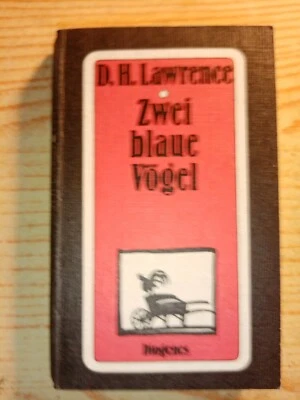 D. H. Lawrence
Zwei
blaue
Vögel
Diogenes